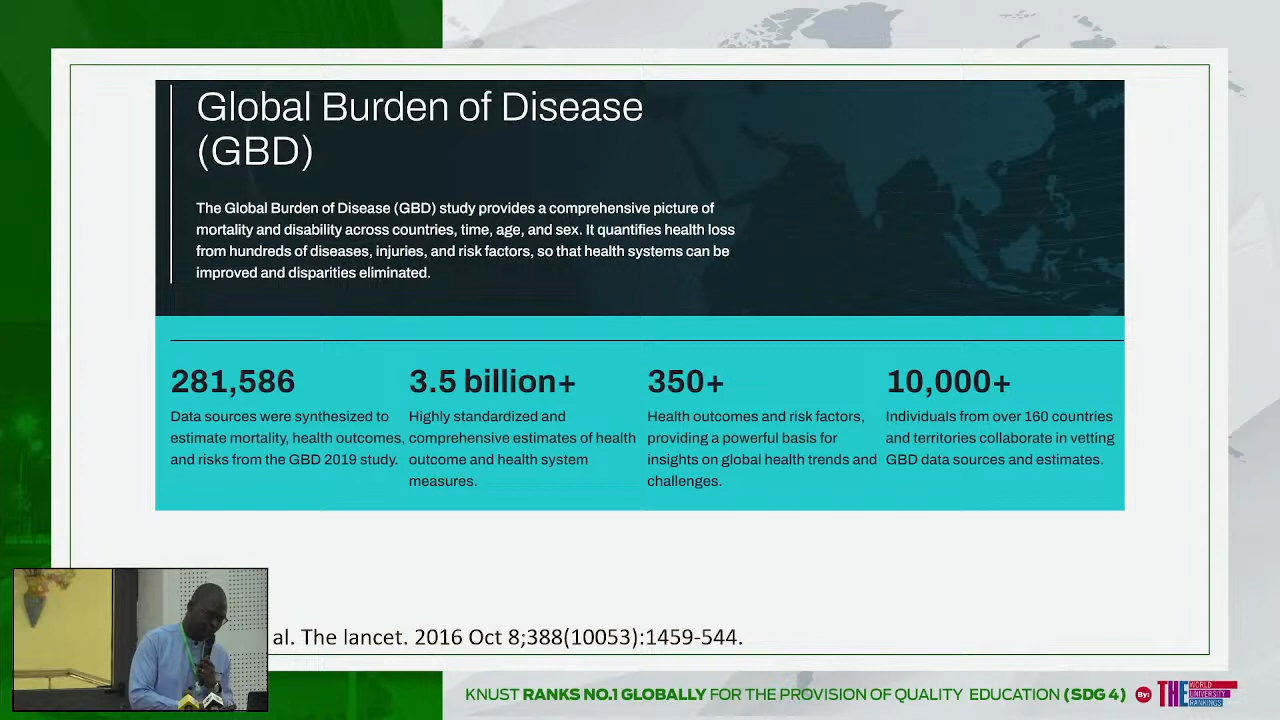 Global Burden of Disease
(GBD)
The Global Burden of Disease (GBD) study provides a comprehensive picture of
mortality and disability across countries, time, age, and sex. It quantifies health loss
from hundreds of diseases, injuries, and risk factors, so that health systems can be
improved and disparities eliminated.
281,586
Data sources were synthesized to
estimate mortality, health outcomes,
and risks from the GBD 2019 study.
3.5 billion+
Highly standardized and
comprehensive estimates of health
outcome and health system
measures.
350+
Health outcomes and risk factors,
providing a powerful basis for
insights on global health trends and
challenges.
10,000+
Individuals from over 160 countries
and territories collaborate in vetting
GBD data sources and estimates.
al. The lancet. 2016 Oct 8;388(10053):1459-544.
KNUST RANKS NO.1 GLOBALLY FOR THE PROVISION OF QUALITY EDUCATION (SDG 4) By: THE WORLD UNIVERSITY RANKINGS